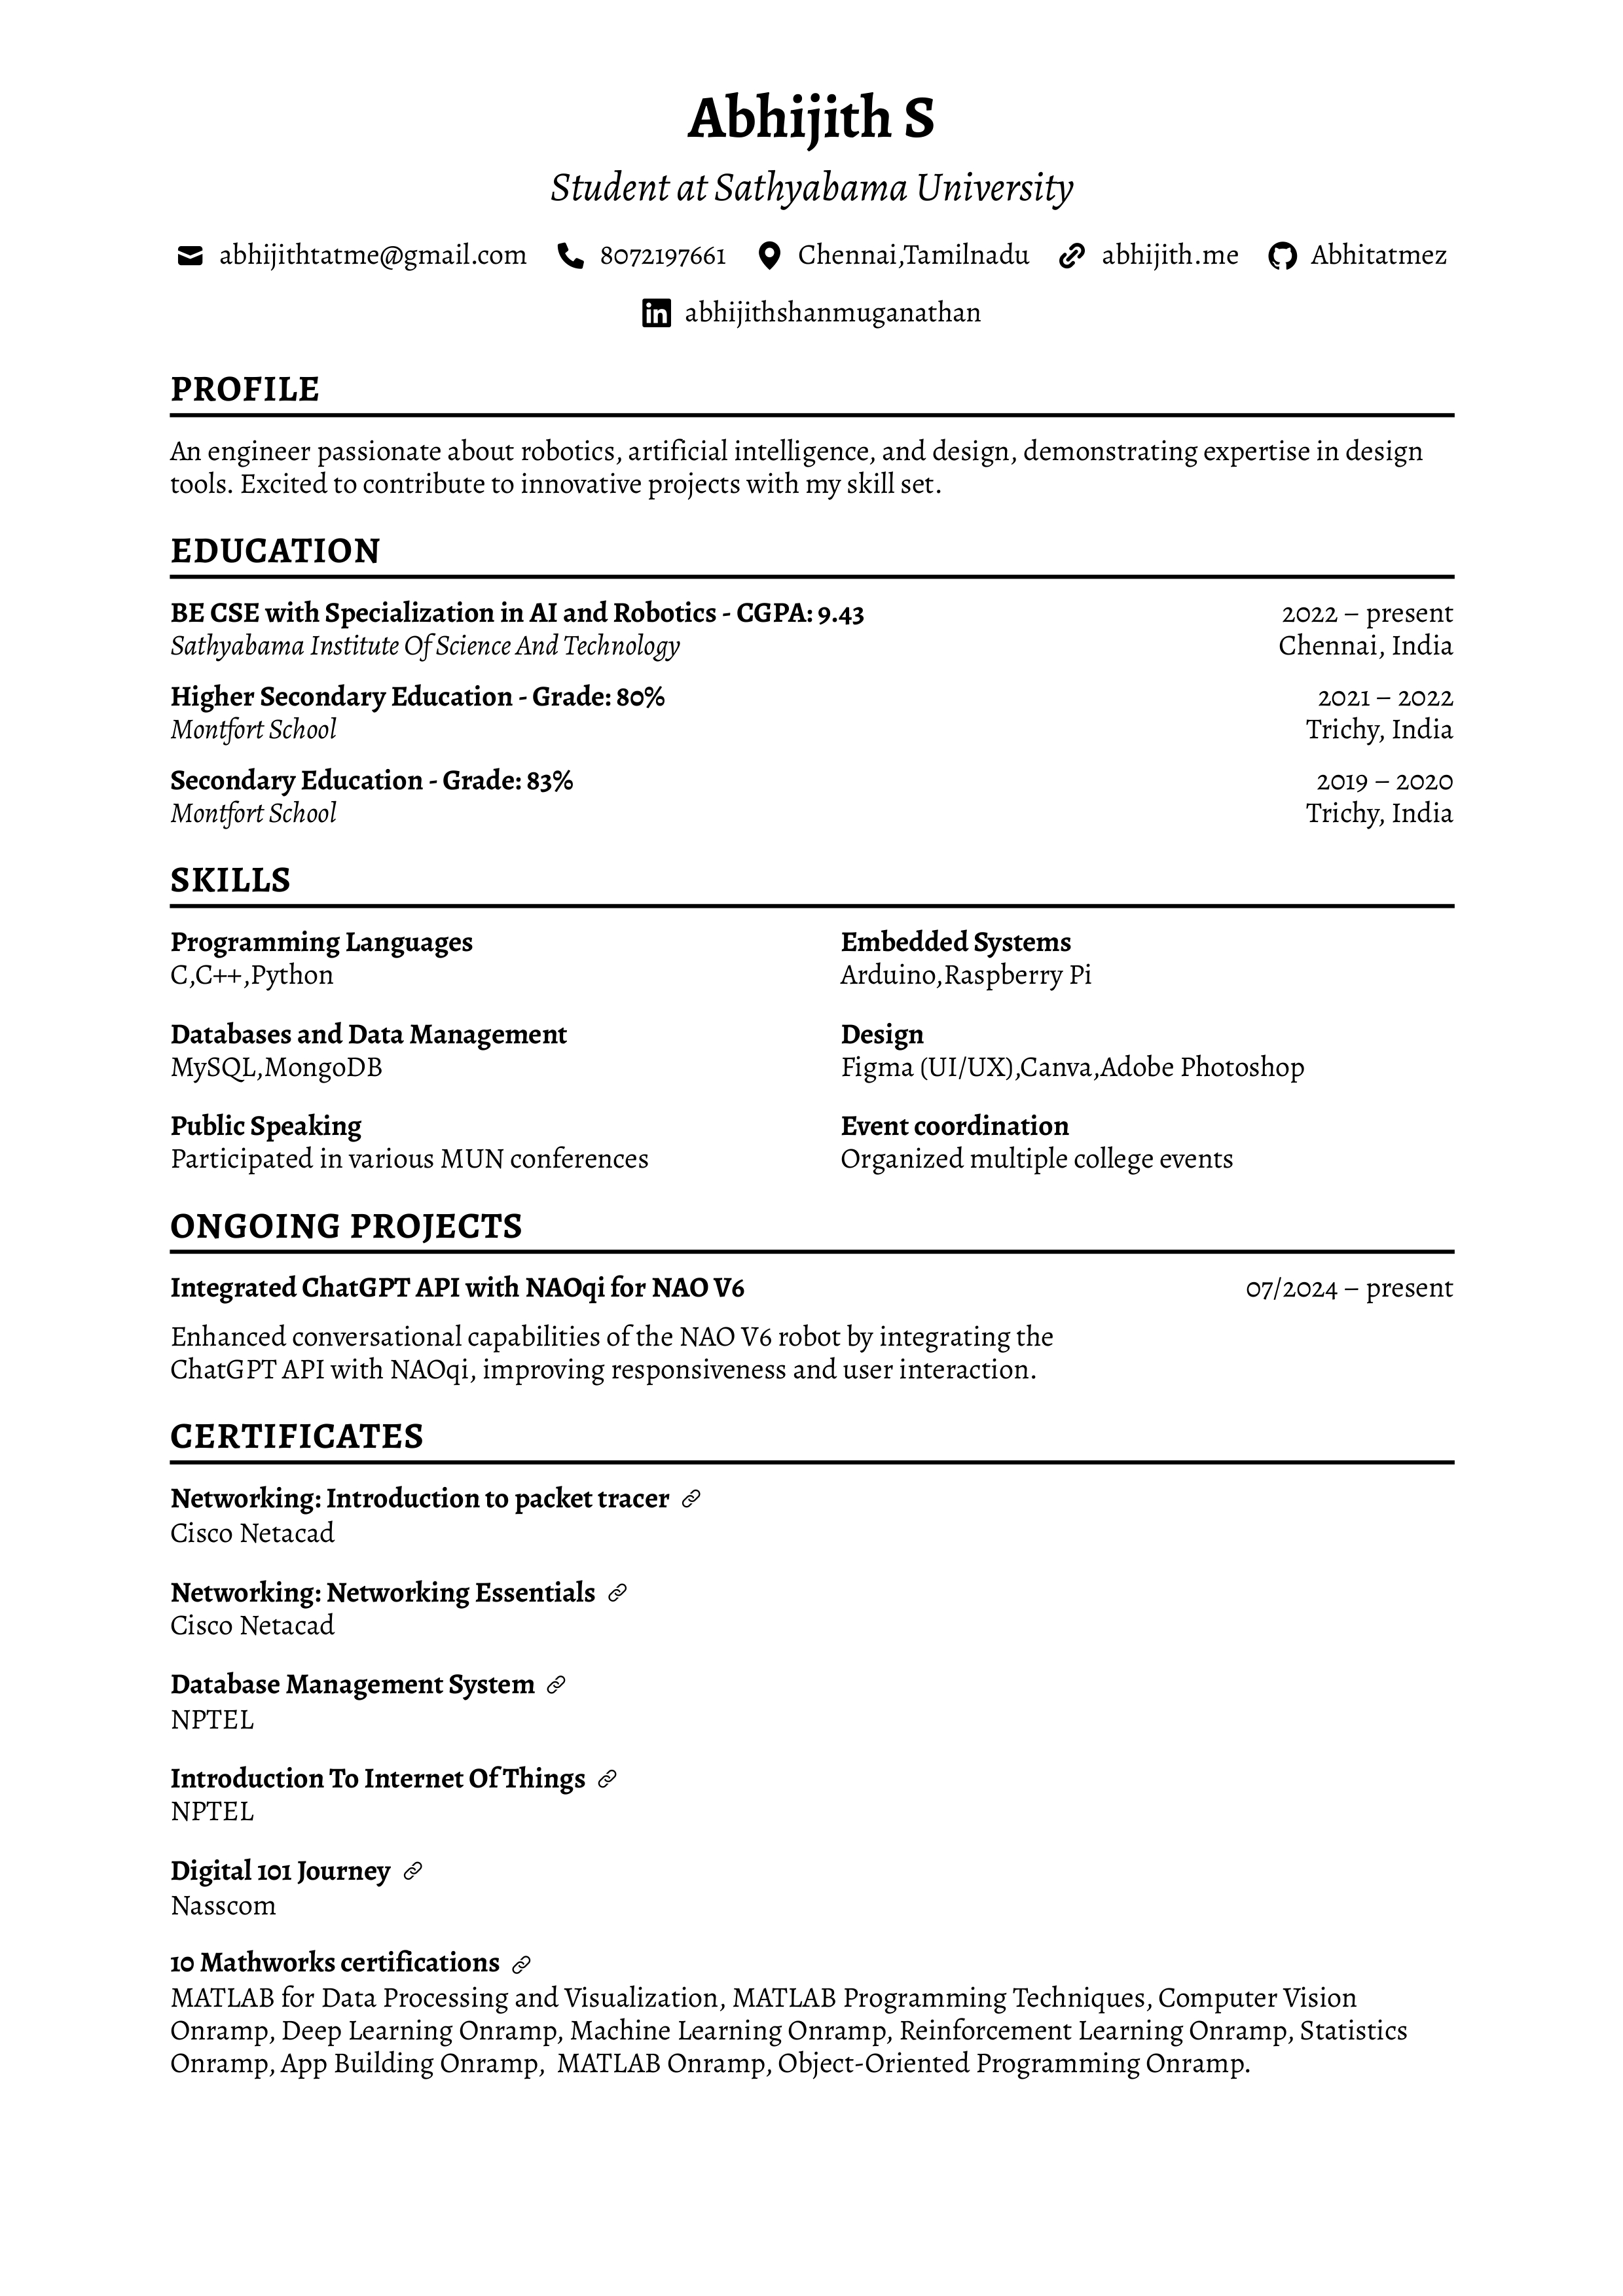 Abhijith S
Student at Sathyabama University
abhijithtatme@gmail.com 8072197661 Chennai,Tamilnadu abhijith.me Abhitatmez
abhijithshanmuganathan
PROFILE
An engineer passionate about robotics, artificial intelligence, and design, demonstrating expertise in design
tools. Excited to contribute to innovative projects with my skill set.
EDUCATION
BE CSE with Specialization in AI and Robotics - CGPA: 9.43 2022 – present
Sathyabama Institute Of Science And Technology Chennai, India
Higher Secondary Education - Grade: 80% 2021 – 2022
Montfort School Trichy, India
Secondary Education - Grade: 83% 2019 – 2020
Montfort School Trichy, India
SKILLS
Programming Languages Embedded Systems
C,C++,Python Arduino,Raspberry Pi
Databases and Data Management Design
MySQL,MongoDB Figma (UI/UX),Canva,Adobe Photoshop
Public Speaking Event coordination
Participated in various MUN conferences Organized multiple college events
ONGOING PROJECTS
Integrated ChatGPT API with NAOqi for NAO V6 07/2024 – present
Enhanced conversational capabilities of the NAO V6 robot by integrating the
ChatGPT API with NAOqi, improving responsiveness and user interaction.
CERTIFICATES
Networking: Introduction to packet tracer
Cisco Netacad
Networking: Networking Essentials
Cisco Netacad
Database Management System
NPTEL
Introduction To Internet Of Things
NPTEL
Digital 101 Journey
Nasscom
10 Mathworks certifications
MATLAB for Data Processing and Visualization, MATLAB Programming Techniques, Computer Vision
Onramp, Deep Learning Onramp, Machine Learning Onramp, Reinforcement Learning Onramp, Statistics
Onramp, App Building Onramp,  MATLAB Onramp, Object-Oriented Programming Onramp.